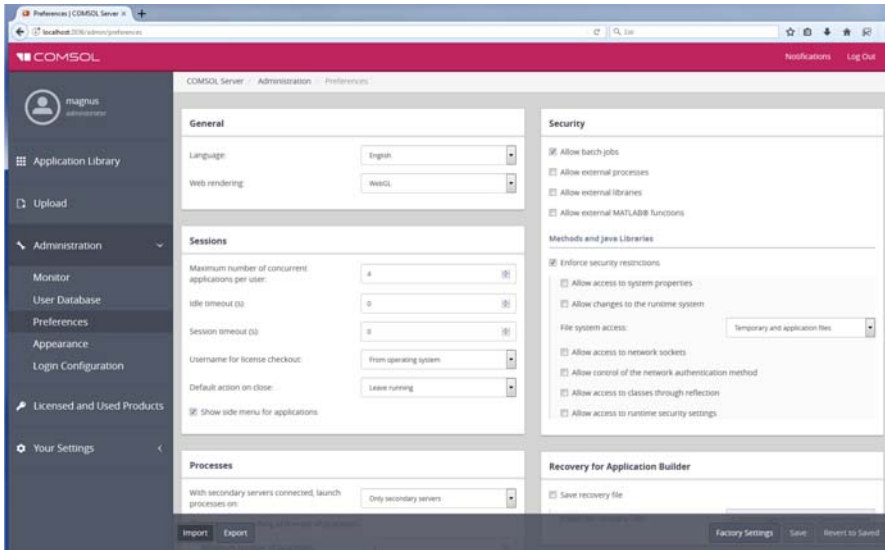 Preferences | COMSOL Server
localhost:2036/admin/preferences
COMSOL
Notifications
Log Out
magnus
administrator
Application Library
Upload
Administration
Monitor
User Database
Preferences
Appearance
Login Configuration
Licensed and Used Products
Your Settings
COMSOL Server / Administration / Preferences
General
Language:
English
Web rendering:
WebGL
Sessions
Maximum number of concurrent
applications per user:
4
Idle timeout (s):
0
Session timeout (s):
0
Username for license checkout:
From operating system
Default action on close:
Leave running
Show side menu for applications
Processes
With secondary servers connected, launch
processes on:
Only secondary servers
Security
Allow batch jobs
Allow external processes
Allow external libraries
Allow external MATLAB® functions
Methods and Java Libraries
Enforce security restrictions
Allow access to system properties
Allow changes to the runtime system
File system access:
Temporary and application files
Allow access to network sockets
Allow control of the network authentication method
Allow access to classes through reflection
Allow access to runtime security settings
Recovery for Application Builder
Save recovery file
Import
Export
Factory Settings
Save
Revert to Saved